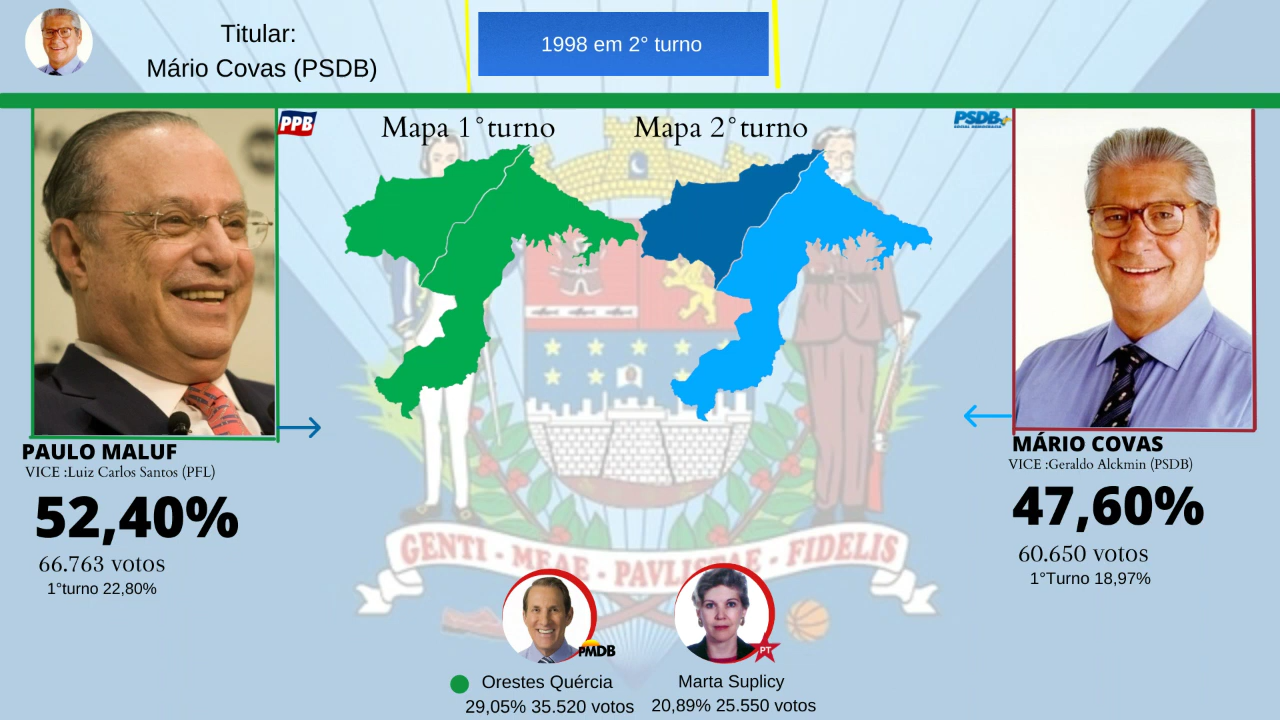 Titular:
Mário Covas (PSDB)
1998 em 2° turno
PPB
Mapa 1°turno
Mapa 2°turno
PSDB
SOCIAL DEMOCRACIA
PAULO MALUF
VICE :Luiz Carlos Santos (PFL)
52,40%
66.763 votos
1°turno 22,80%
MÁRIO COVAS
VICE :Geraldo Alckmin (PSDB)
47,60%
60.650 votos
1°Turno 18,97%
GENTI - MEAE - PAVLISTAE - FIDELIS
PMDB
PT
Orestes Quércia
29,05% 35.520 votos
Marta Suplicy
20,89% 25.550 votos